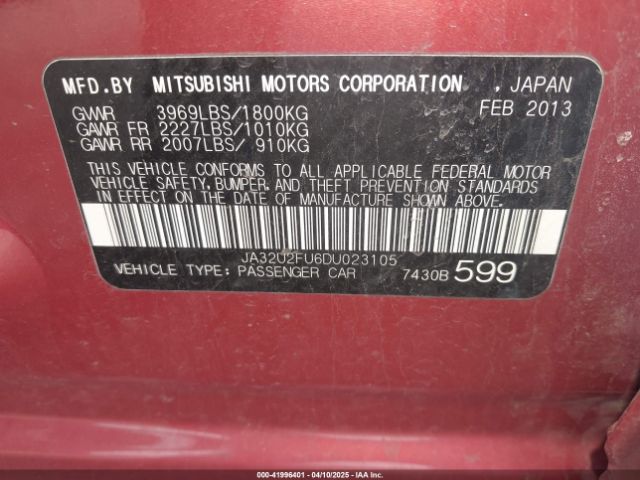 MFD.BY MITSUBISHI MOTORS CORPORATION , JAPAN
FEB 2013
GVWR 3969LBS/1800KG
GAWR FR 2227LBS/1010KG
GAWR RR 2007LBS/ 910KG
THIS VEHICLE CONFORMS TO ALL APPLICABLE FEDERAL MOTOR
VEHICLE SAFETY, BUMPER, AND THEFT PREVENTION STANDARDS
IN EFFECT ON THE DATE OF MANUFACTURE SHOWN ABOVE.
JA32U2FU6DU023105
VEHICLE TYPE: PASSENGER CAR 7430B 599
000-41996401 - 04/10/2025 - iaai.com